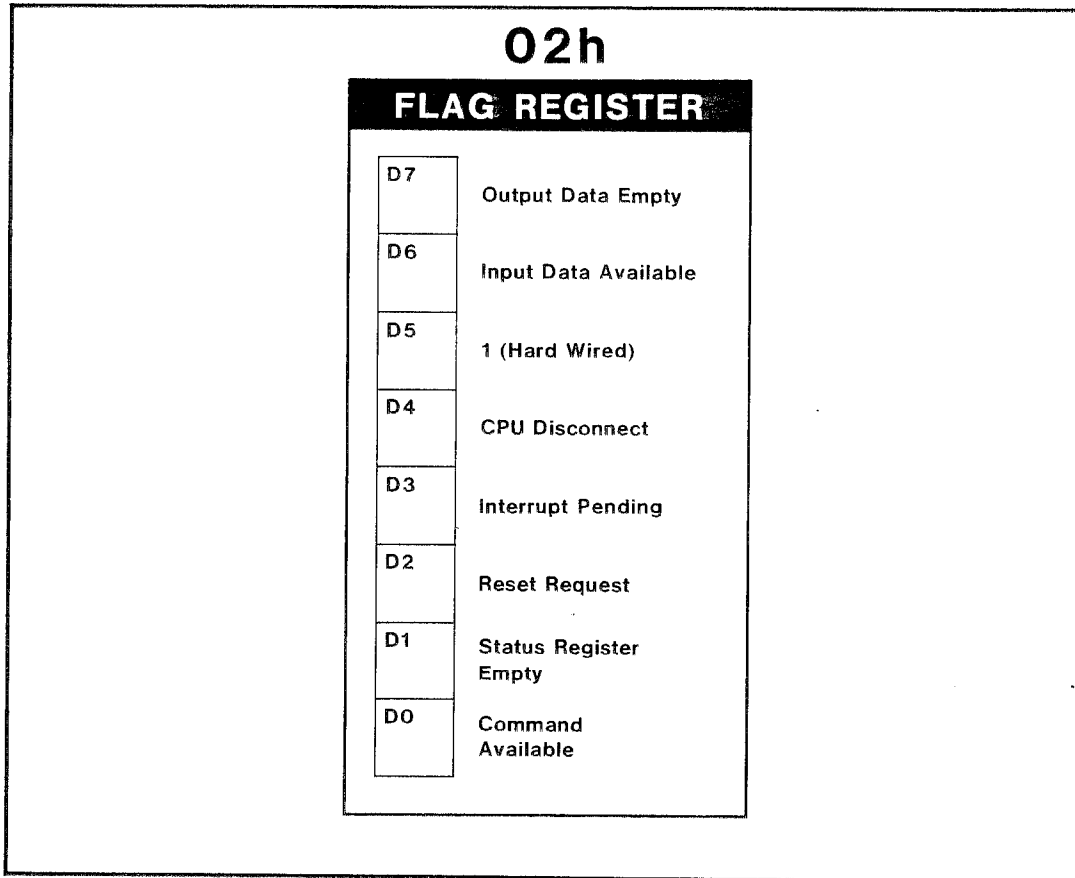 02h
FLAG REGISTER
D7
Output Data Empty
D6
Input Data Available
D5
1 (Hard Wired)
D4
CPU Disconnect
D3
Interrupt Pending
D2
Reset Request
D1
Status Register
Empty
D0
Command
Available